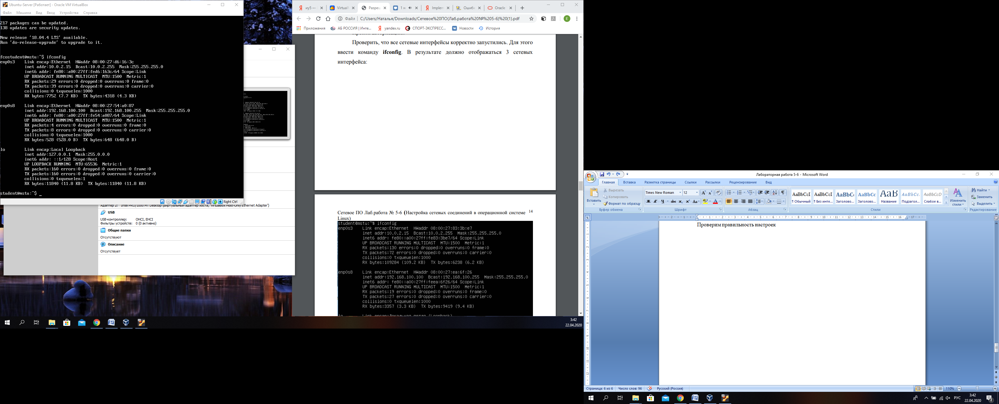 Ubuntu-Server [Работает] - Oracle VM VirtualBox
Файл Машина Вид Ввод Устройства Справка
217 packages can be updated.
138 updates are security updates.
New release '18.04.4 LTS' available.
Run 'do-release-upgrade' to upgrade to it.
fcostudent@mstu:~$ ifconfig
enp0s3 Link encap:Ethernet HWaddr 08:00:27:d6:16:3c
inet addr:10.0.2.15 Bcast:10.0.2.255 Mask:255.255.255.0
inet6 addr: fe80::a00:27ff:fed6:163c/64 Scope:Link
UP BROADCAST RUNNING MULTICAST MTU:1500 Metric:1
RX packets:29 errors:0 dropped:0 overruns:0 frame:0
TX packets:39 errors:0 dropped:0 overruns:0 carrier:0
collisions:0 txqueuelen:1000
RX bytes:7752 (7.7 KB) TX bytes:4318 (4.3 KB)
enp0s8 Link encap:Ethernet HWaddr 08:00:27:54:a0:87
inet addr:192.168.100.100 Bcast:192.168.100.255 Mask:255.255.255.0
inet6 addr: fe80::a00:27ff:fe54:a087/64 Scope:Link
UP BROADCAST RUNNING MULTICAST MTU:1500 Metric:1
RX packets:4 errors:0 dropped:0 overruns:0 frame:0
TX packets:8 errors:0 dropped:0 overruns:0 carrier:0
collisions:0 txqueuelen:1000
RX bytes:528 (528.0 B) TX bytes:648 (648.0 B)
lo Link encap:Local Loopback
inet addr:127.0.0.1 Mask:255.0.0.0
inet6 addr: ::1/128 Scope:Host
UP LOOPBACK RUNNING MTU:65536 Metric:1
RX packets:160 errors:0 dropped:0 overruns:0 frame:0
TX packets:160 errors:0 dropped:0 overruns:0 carrier:0
collisions:0 txqueuelen:1
RX bytes:11840 (11.8 KB) TX bytes:11840 (11.8 KB)
student@mstu:~$ _
Right Ctrl
Адаптер 2: Intel PRO/1000 MT Desktop (Виртуальный адаптер хоста, 'VirtualBox Host-Only Ethernet Adapter')
USB
USB-контроллер: OHCI, EHCI
Фильтры устройств: 0 (0 активно)
Общие папки
Отсутствуют
Описание
Отсутствует
3:42
22.04.2020
иу5 — Virtual Разреш 1 н Implem Ошибк Oracle
Файл C:/Users/Наталья/Downloads/Сетевое%20ПО(Лаб.работа%20№%205-6)%20(1).pdf E
Приложения АБ РОССИЯ | Инте... yandex.ru СПОРТ-ЭКСПРЕСС... Новости История
Проверить, что все сетевые интерфейсы корректно запустились. Для этого
ввести команду ifconfig. В результате должно отображаться 3 сетевых
интерфейса:
Сетевое ПО Лаб.работа № 5-6 (Настройка сетевых соединений в операционной системе 14
Linux)
student@mstu:~$ ifconfig
enp0s3 Link encap:Ethernet HWaddr 08:00:27:83:3b:e7
inet addr:10.0.2.15 Bcast:10.0.2.255 Mask:255.255.255.0
inet6 addr: fe80::a00:27ff:fe83:3be7/64 Scope:Link
UP BROADCAST RUNNING MULTICAST MTU:1500 Metric:1
RX packets:130 errors:0 dropped:0 overruns:0 frame:0
TX packets:72 errors:0 dropped:0 overruns:0 carrier:0
collisions:0 txqueuelen:1000
RX bytes:109284 (109.2 KB) TX bytes:6238 (6.2 KB)
enp0s8 Link encap:Ethernet HWaddr 08:00:27:ea:6f:26
inet addr:192.168.100.100 Bcast:192.168.100.255 Mask:255.255.255.0
inet6 addr: fe80::a00:27ff:feea:6f26/64 Scope:Link
UP BROADCAST RUNNING MULTICAST MTU:1500 Metric:1
RX packets:19 errors:0 dropped:0 overruns:0 frame:0
TX packets:27 errors:0 dropped:0 overruns:0 carrier:0
collisions:0 txqueuelen:1000
RX bytes:3357 (3.3 KB) TX bytes:9419 (9.4 KB)
lo Link encap:Локальная петля (Loopback)
Лабораторная работа 5-6 - Microsoft Word
Главная Вставка Разметка страницы Ссылки Рассылки Рецензирование Вид
Вставить Вырезать Копировать Формат по образцу
Times New Roman 12
AaBbCcI AaBbCcI AaBbC AaBbCc AaB AaBbCc. AaBbCcD
¶ Обычный ¶ Без инте... Заголово... Заголово... Название Подзагол... Слабое в...
Изменить стили
Найти Заменить Выделить
Буфер обмена Шрифт Абзац Стили Редактирование
Проверим правильность настроек
Страница: 6 из 6 Число слов: 96 Русский (Россия) 110%
РУС 3:42
22.04.2020 2